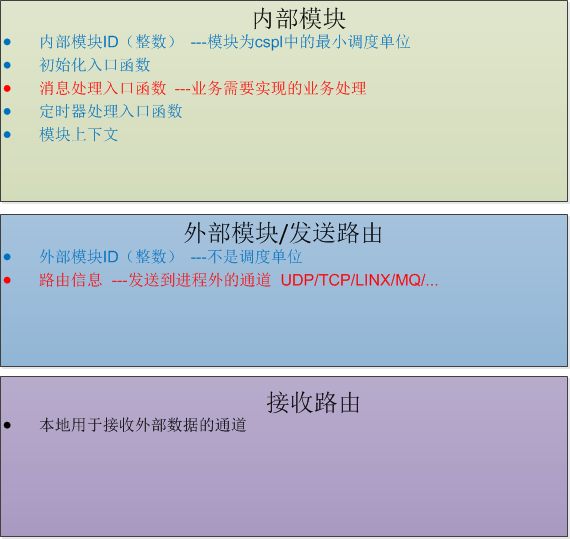 内部模块
内部模块ID（整数） ---模块为cspl中的最小调度单位
初始化入口函数
消息处理入口函数 ---业务需要实现的业务处理
定时器处理入口函数
模块上下文
外部模块/发送路由
外部模块ID（整数） ---不是调度单位
路由信息 ---发送到进程外的通道 UDP/TCP/LINX/MQ/...
接收路由
本地用于接收外部数据的通道